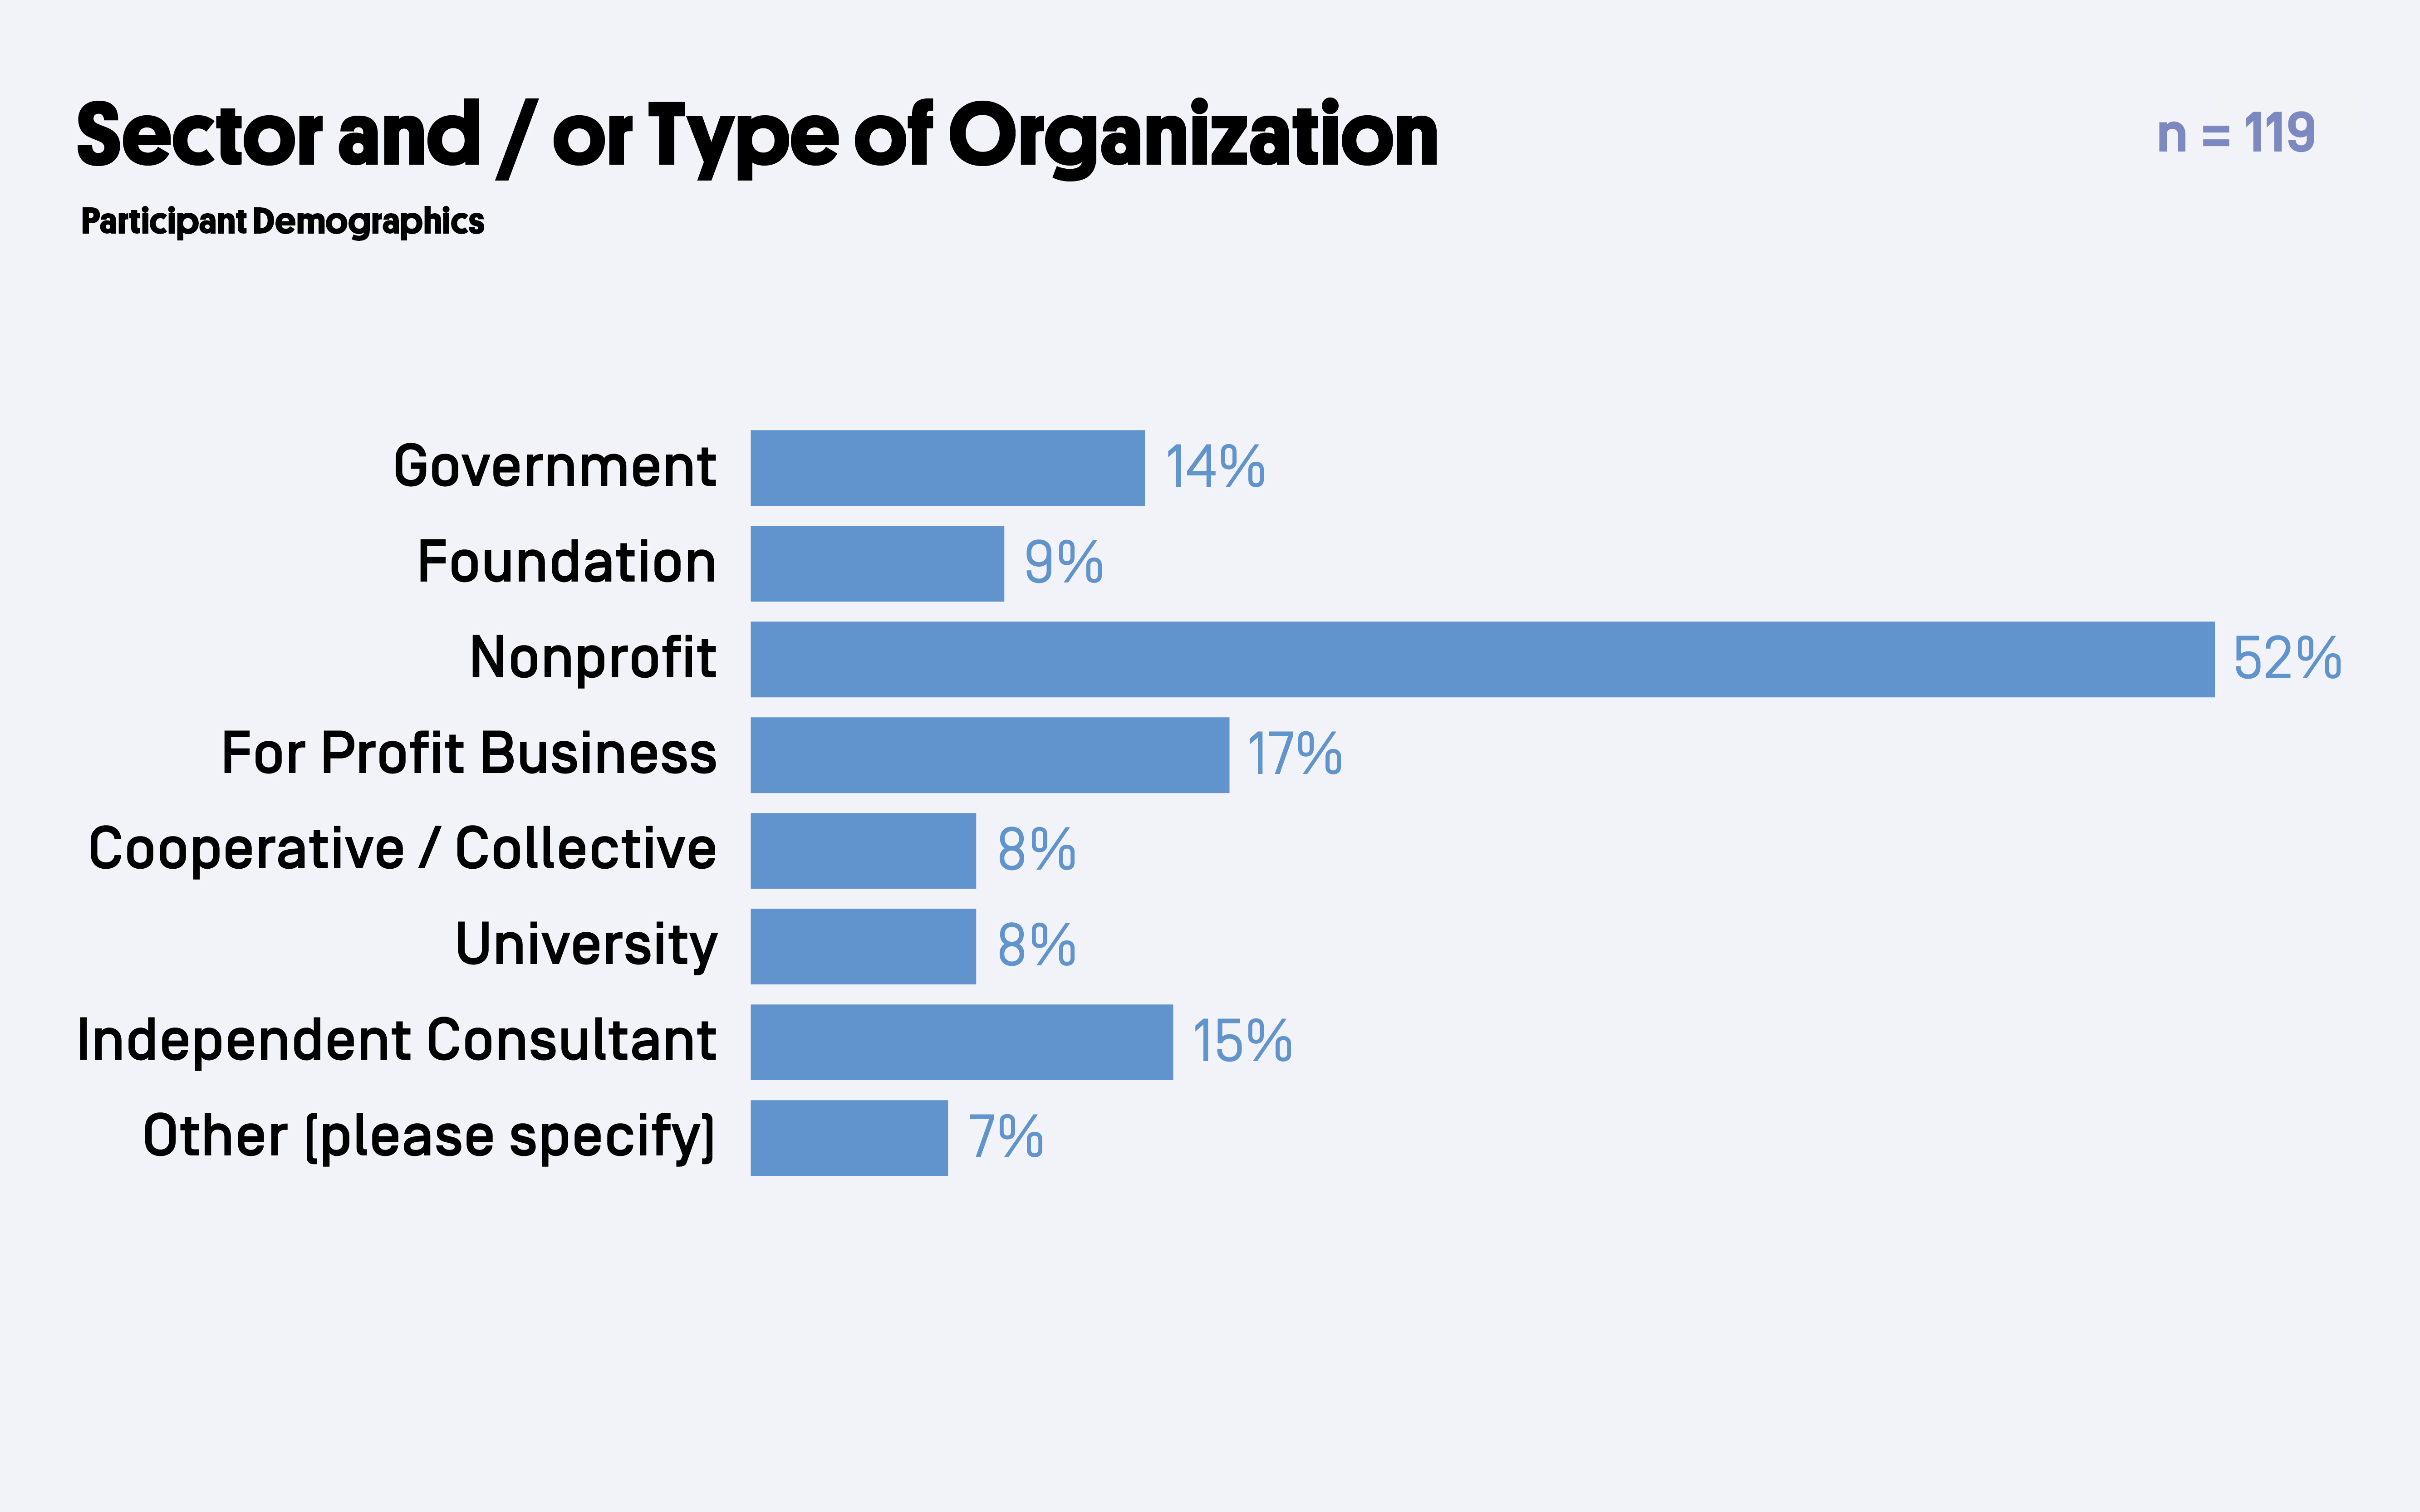 Sector and / or Type of Organization
n = 119
Participant Demographics
Government 14%
Foundation 9%
Nonprofit 52%
For Profit Business 17%
Cooperative / Collective 8%
University 8%
Independent Consultant 15%
Other (please specify) 7%